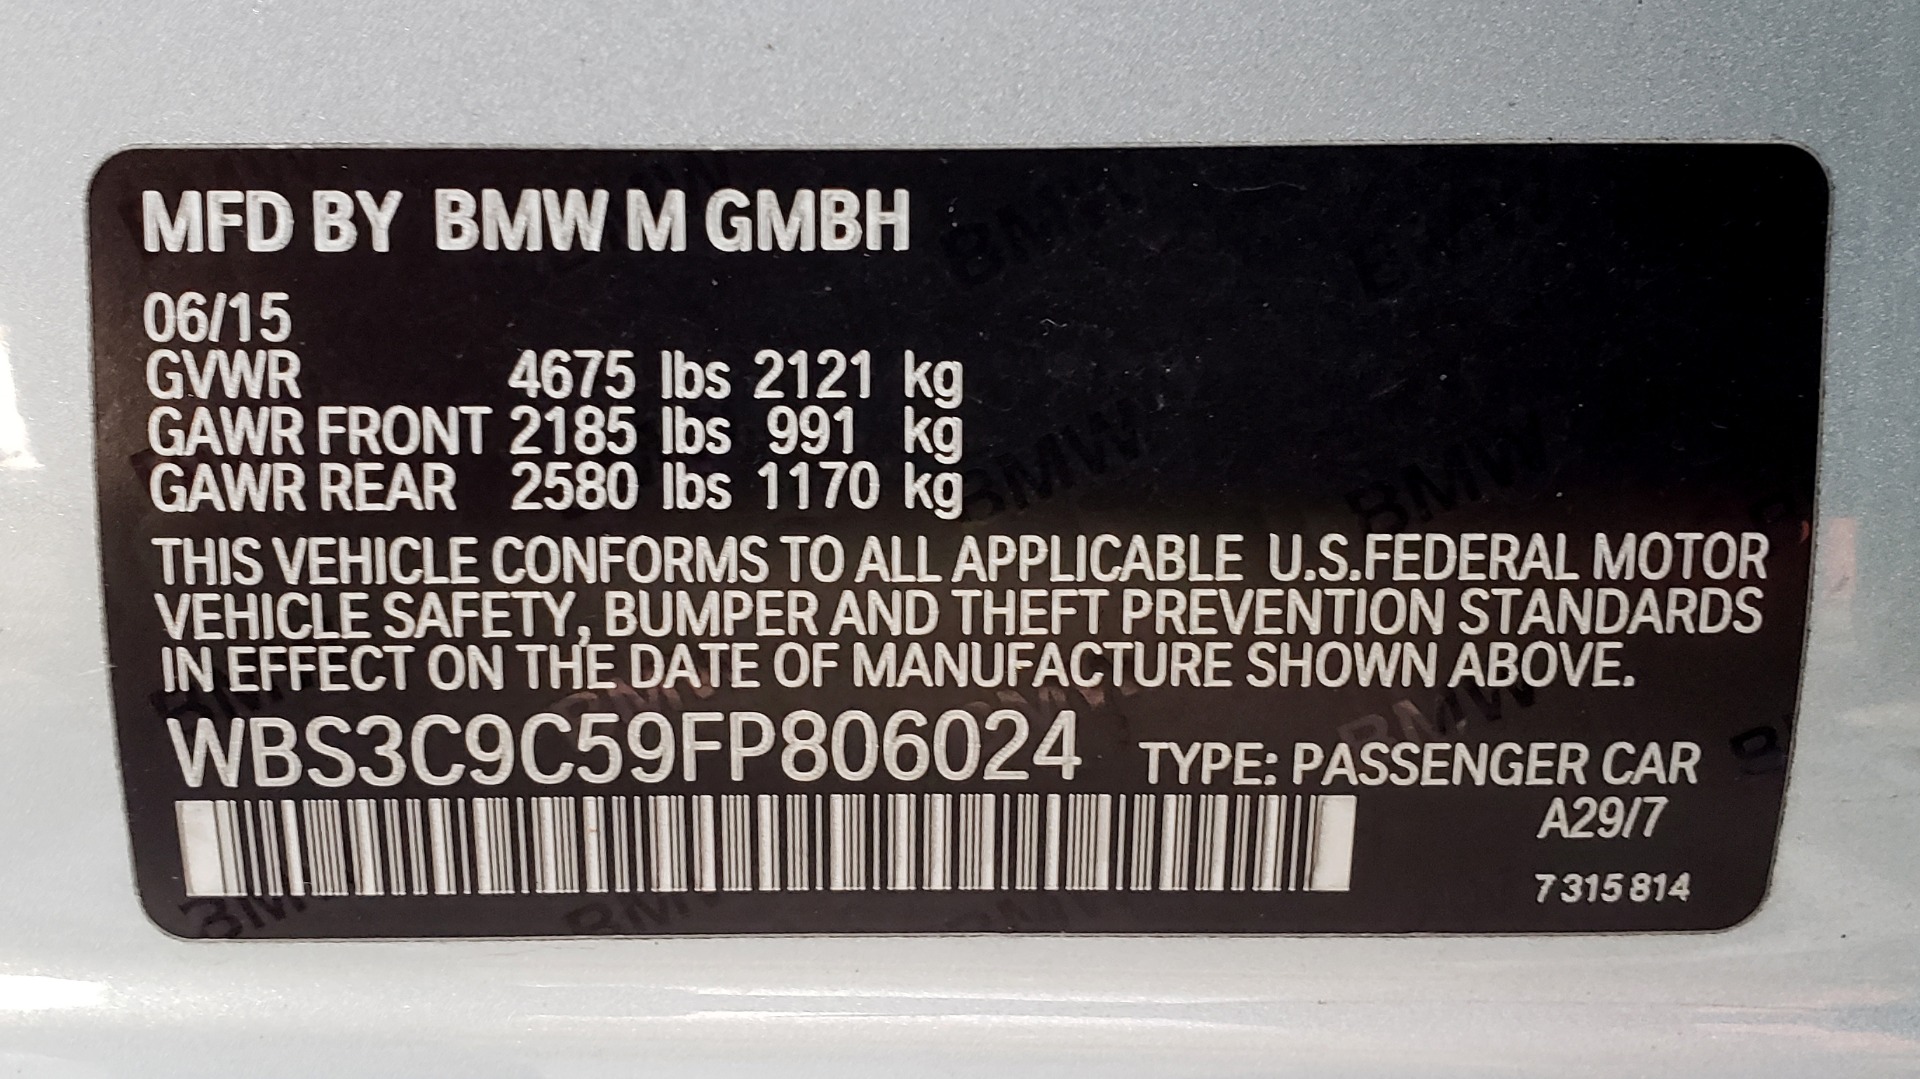 MFD BY BMW M GMBH
06/15
GVWR 4675 lbs 2121 kg
GAWR FRONT 2185 lbs 991 kg
GAWR REAR 2580 lbs 1170 kg
THIS VEHICLE CONFORMS TO ALL APPLICABLE U.S.FEDERAL MOTOR
VEHICLE SAFETY, BUMPER AND THEFT PREVENTION STANDARDS
IN EFFECT ON THE DATE OF MANUFACTURE SHOWN ABOVE.
WBS3C9C59FP806024 TYPE: PASSENGER CAR
A29/7
7 315 814